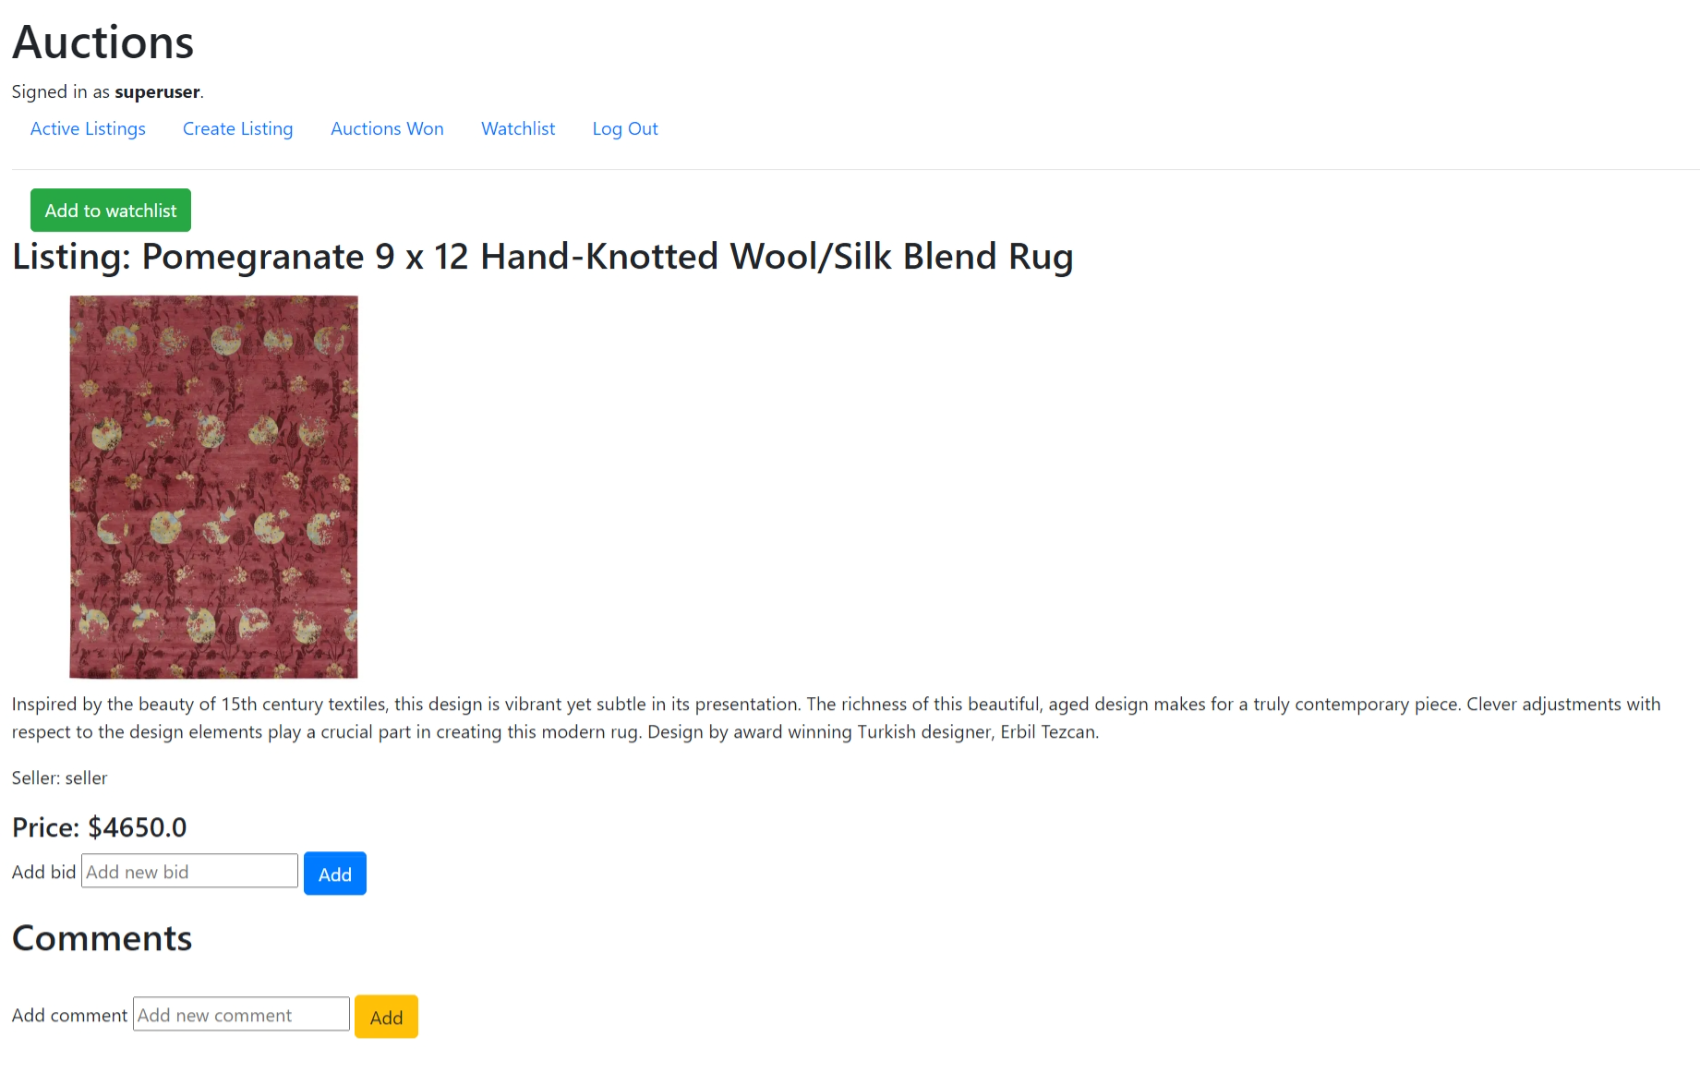 Auctions
Signed in as superuser.
Active Listings Create Listing Auctions Won Watchlist Log Out
Add to watchlist
Listing: Pomegranate 9 x 12 Hand-Knotted Wool/Silk Blend Rug
Inspired by the beauty of 15th century textiles, this design is vibrant yet subtle in its presentation. The richness of this beautiful, aged design makes for a truly contemporary piece. Clever adjustments with
respect to the design elements play a crucial part in creating this modern rug. Design by award winning Turkish designer, Erbil Tezcan.
Seller: seller
Price: $4650.0
Add bid Add new bid Add
Comments
Add comment Add new comment Add